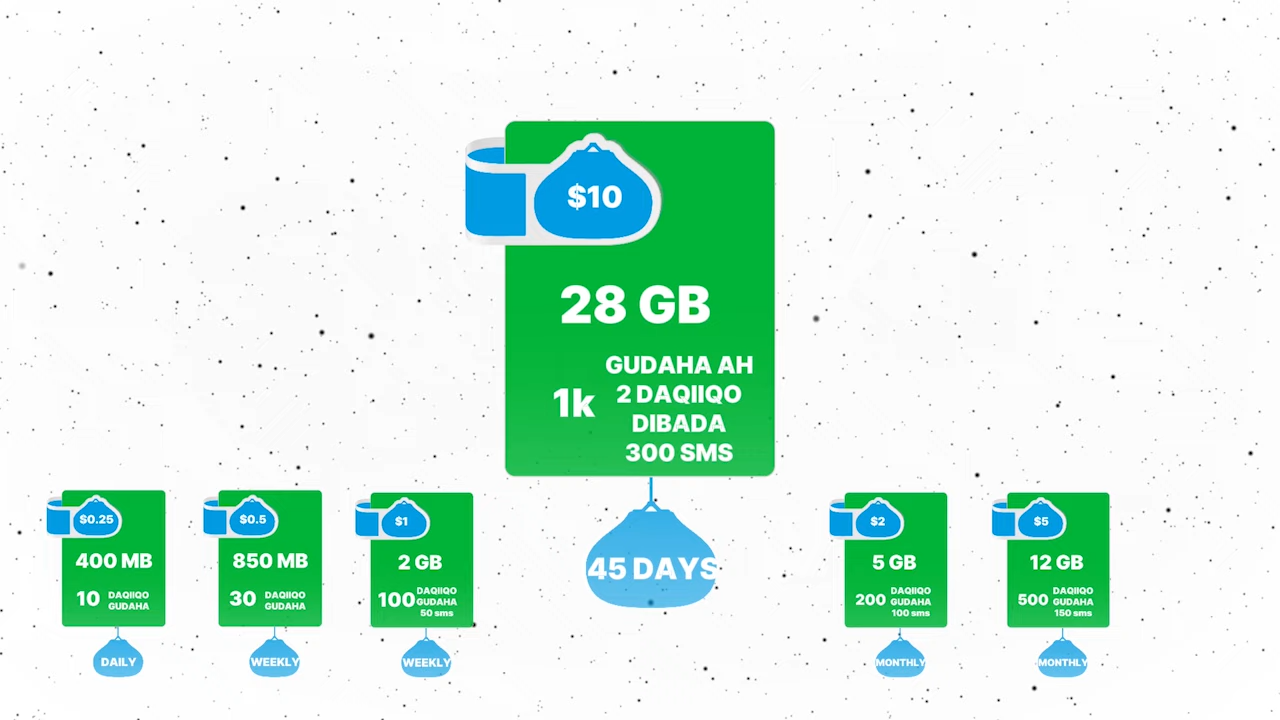 $10
28 GB
1k
GUDAHA AH
2 DAQIIQO
DIBADA
300 SMS
45 DAYS
$0.25
400 MB
10
DAQIIQO
GUDAHA
DAILY
$0.5
850 MB
30
DAQIIQO
GUDAHA
WEEKLY
$1
2 GB
100
DAQIIQO
GUDAHA
50 sms
WEEKLY
$2
5 GB
200
DAQIIQO
GUDAHA
100 sms
MONTHLY
$5
12 GB
500
DAQIIQO
GUDAHA
150 sms
MONTHLY